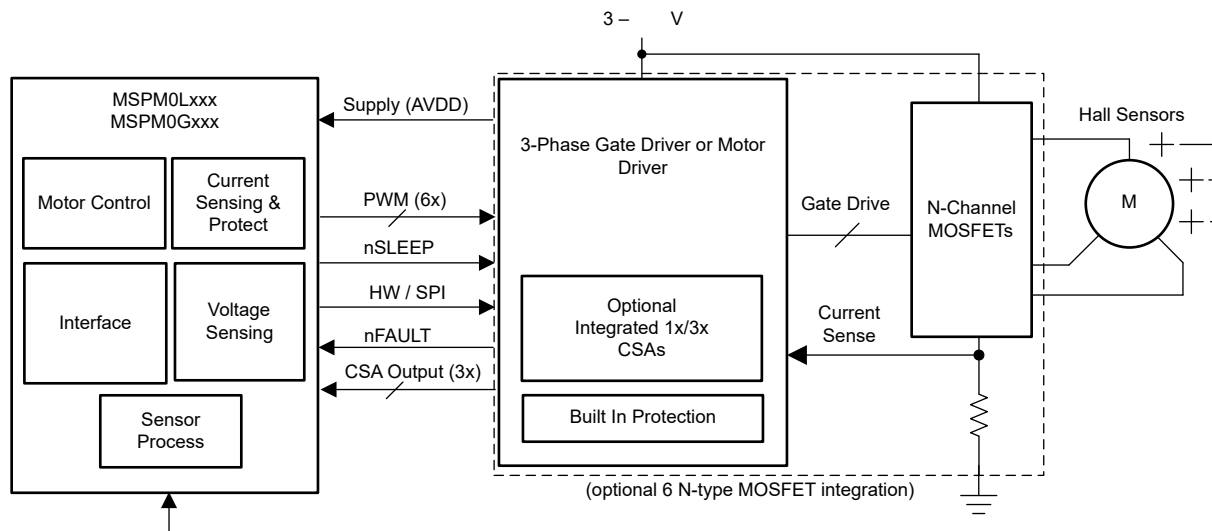 3 – V
MSPM0Lxxx
MSPM0Gxxx
Supply (AVDD)
3-Phase Gate Driver or Motor
Driver
Hall Sensors
Motor Control
Current
Sensing &
Protect
PWM (6x)
Gate Drive
N-Channel
MOSFETs
M
nSLEEP
HW / SPI
Interface
Voltage
Sensing
Optional
Integrated 1x/3x
CSAs
Current
Sense
nFAULT
CSA Output (3x)
Sensor
Process
Built In Protection
(optional 6 N-type MOSFET integration)